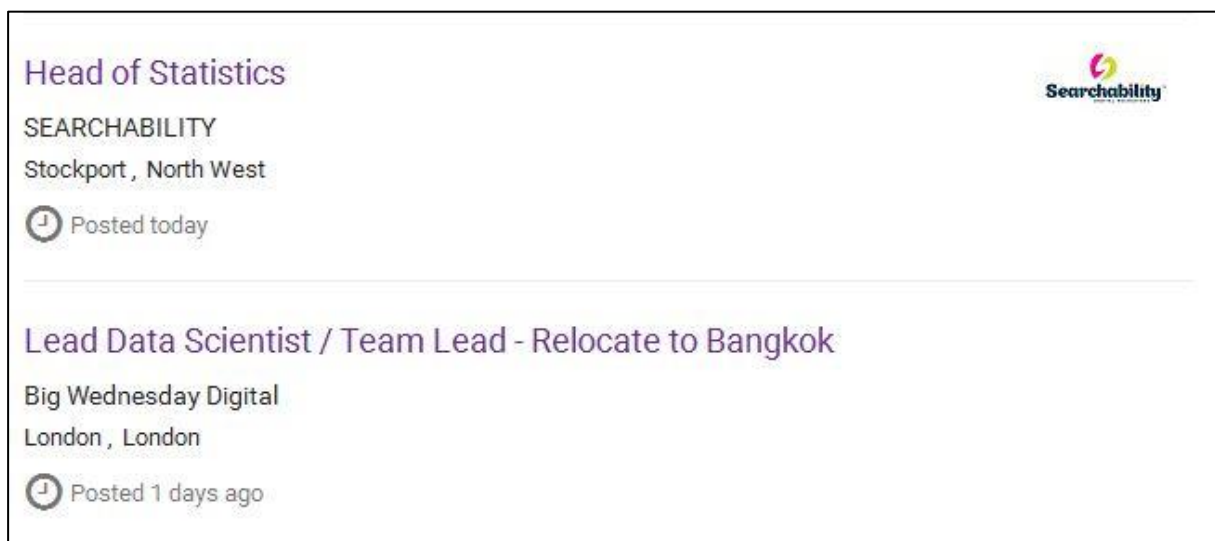 Head of Statistics
Searchability
SEARCHABILITY
Stockport , North West
Posted today
Lead Data Scientist / Team Lead - Relocate to Bangkok
Big Wednesday Digital
London , London
Posted 1 days ago